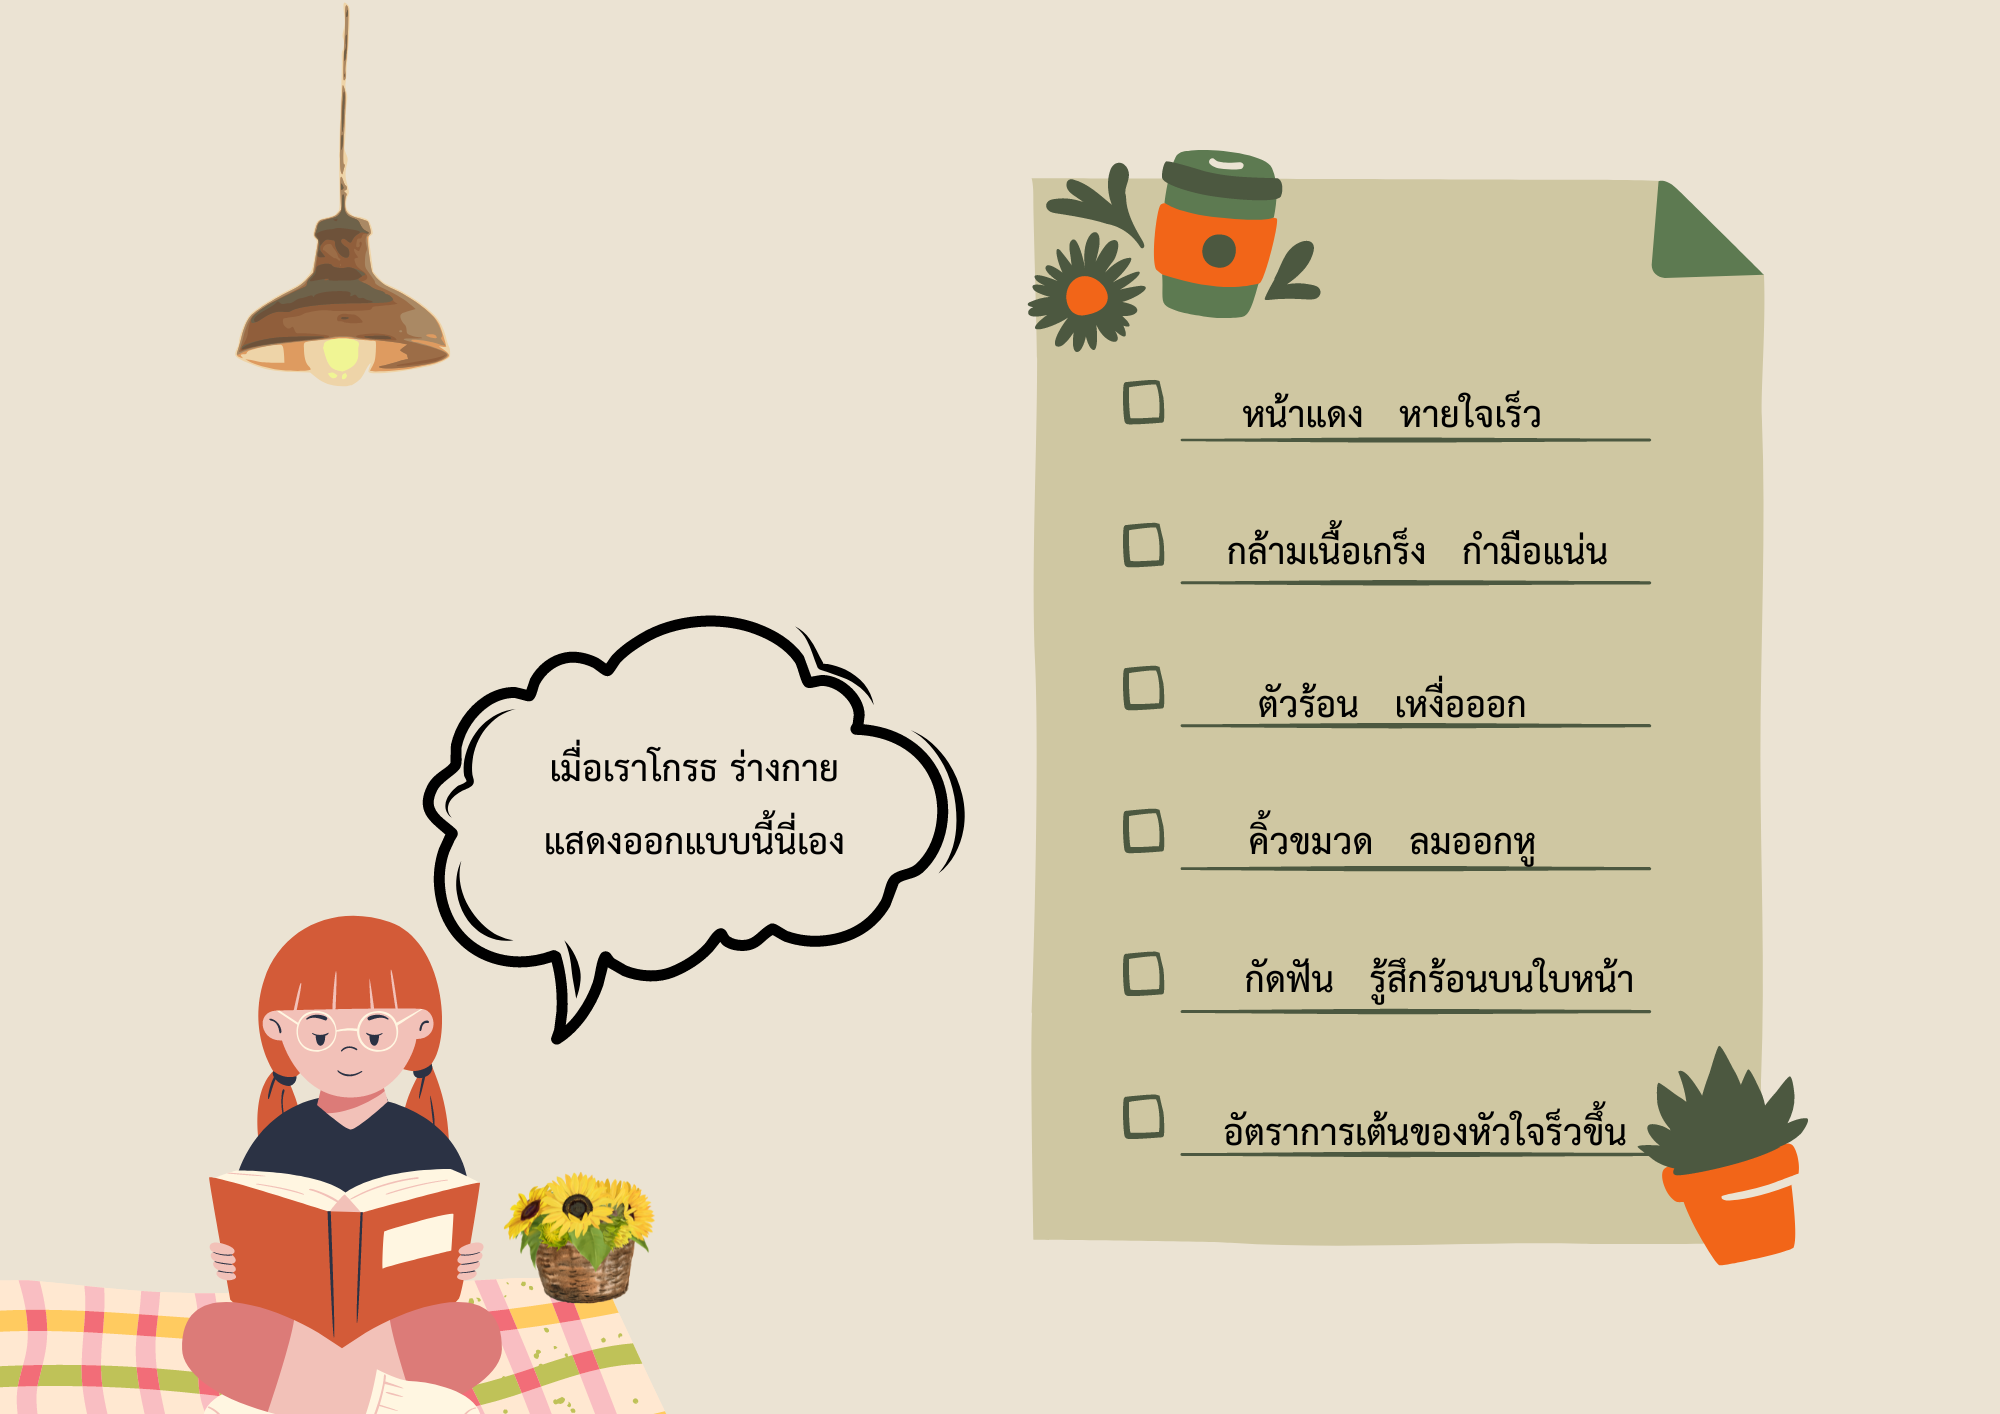 เมื่อเราโกรธ ร่างกาย
แสดงออกแบบนี้นี่เอง
หน้าแดง หายใจเร็ว
กล้ามเนื้อเกร็ง กำมือแน่น
ตัวร้อน เหงื่อออก
คิ้วขมวด ลมออกหู
กัดฟัน รู้สึกร้อนบนใบหน้า
อัตราการเต้นของหัวใจเร็วขึ้น